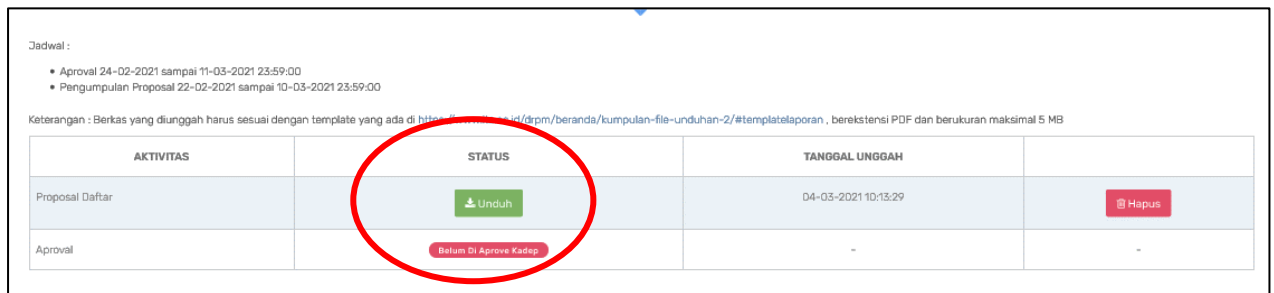 Jadwal :
Aproval 24-02-2021 sampai 11-03-2021 23:59:00
Pengumpulan Proposal 22-02-2021 sampai 10-03-2021 23:59:00
Keterangan : Berkas yang diunggah harus sesuai dengan template yang ada di id/drpm/beranda/kumpulan-file-unduhan-2/#templatelaporan , berekstensi PDF dan berukuran maksimal 5 MB
AKTIVITAS STATUS TANGGAL UNGGAH
Proposal Daftar Unduh 04-03-2021 10:13:29 Hapus
Aproval Belum Di Aprove Kadep - -